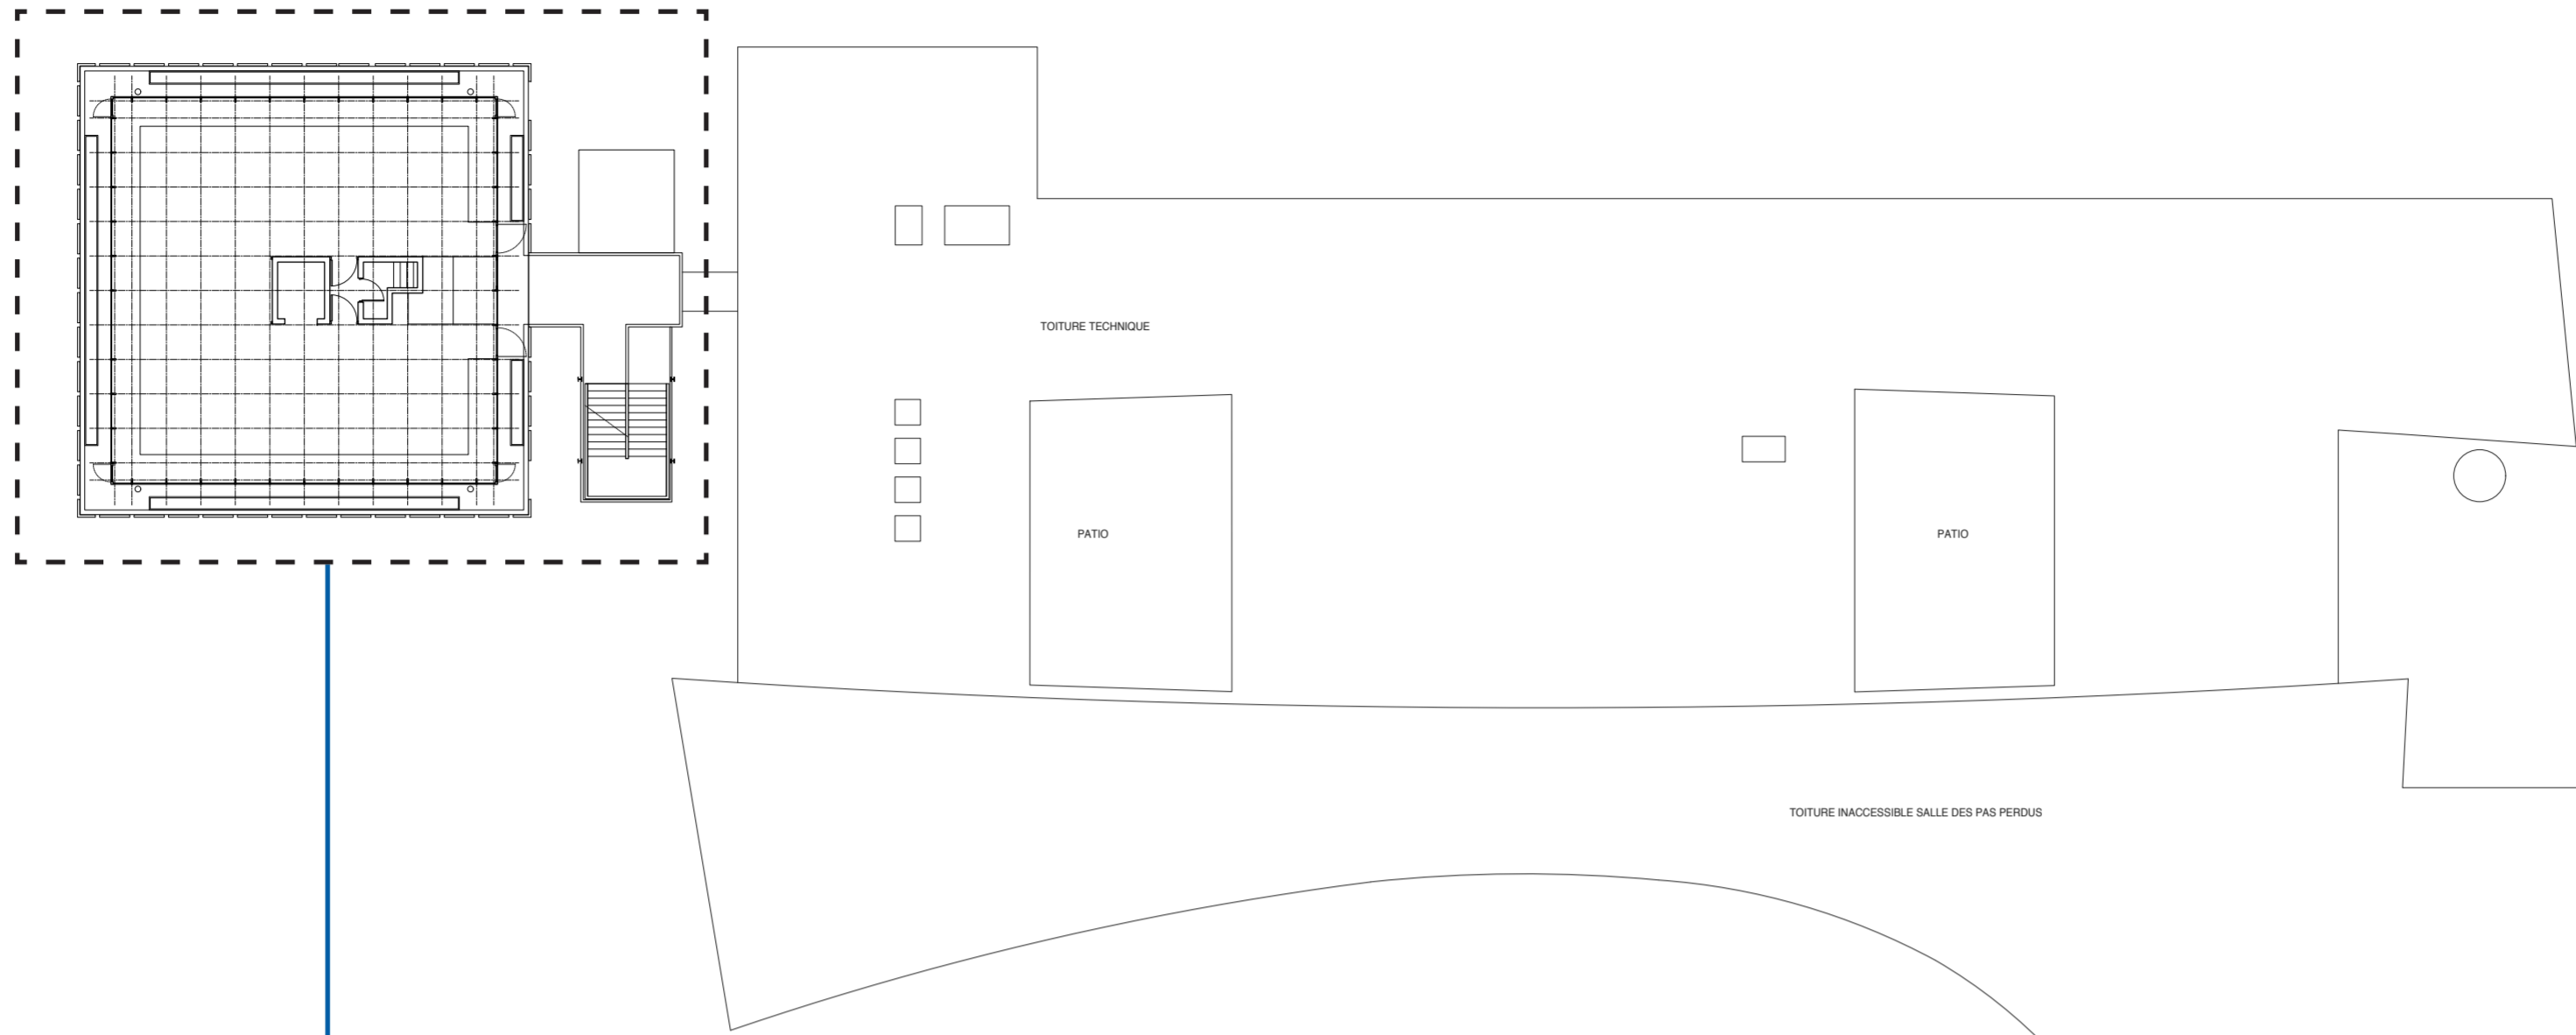 TOITURE TECHNIQUE
PATIO
PATIO
TOITURE INACCESSIBLE SALLE DES PAS PERDUS